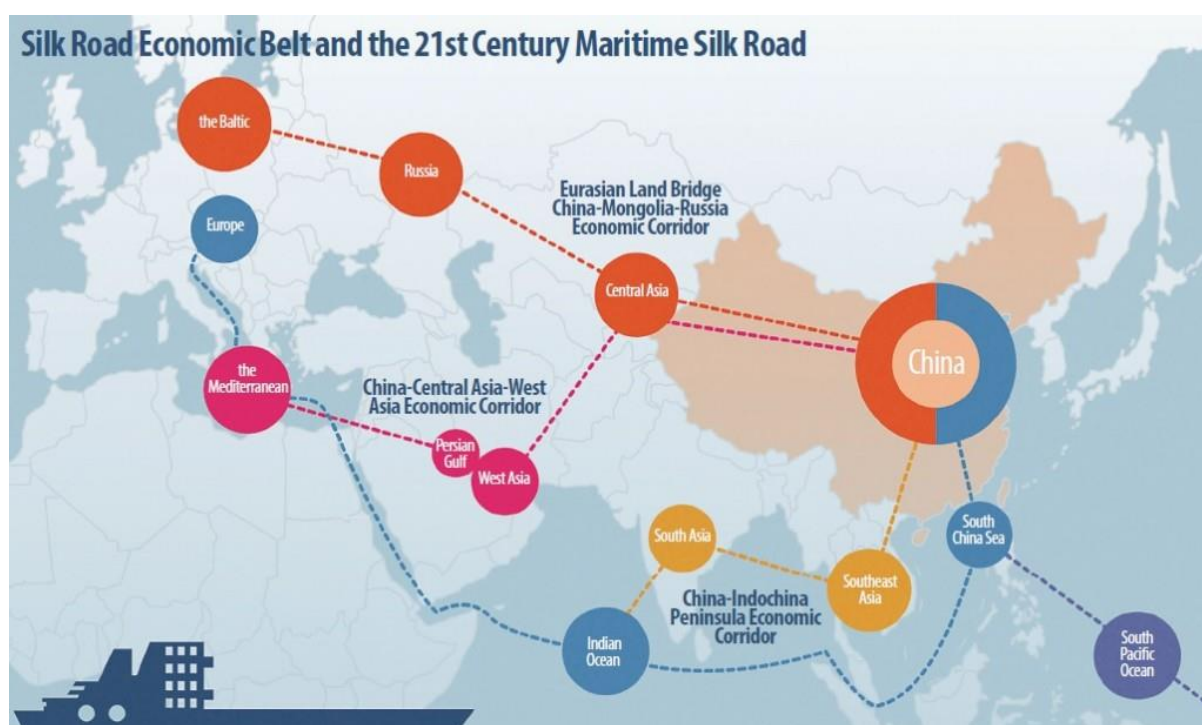 Silk Road Economic Belt and the 21st Century Maritime Silk Road
the Baltic
Russia
Europe
Eurasian Land Bridge
China-Mongolia-Russia
Economic Corridor
Central Asia
China
the
Mediterranean
China-Central Asia-West
Asia Economic Corridor
Persian
Gulf
West Asia
South Asia
South
China Sea
Southeast
Asia
China-Indochina
Peninsula Economic
Corridor
Indian
Ocean
South
Pacific
Ocean